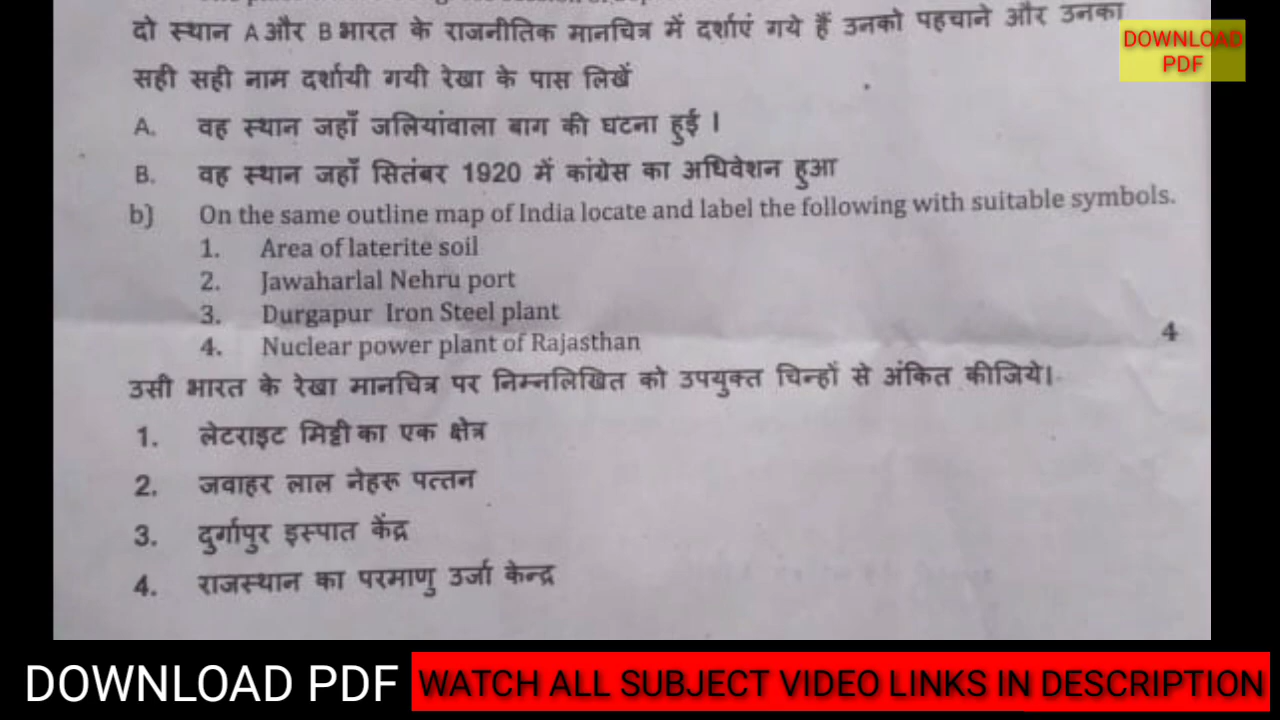 दो स्थान A और B भारत के राजनीतिक मानचित्र में दर्शाएं गये हैं उनको पहचाने और उनका
DOWNLOAD
PDF
सही सही नाम दर्शायी गयी रेखा के पास लिखें
A. वह स्थान जहाँ जलियांवाला बाग की घटना हुई ।
B. वह स्थान जहाँ सितंबर 1920 में कांग्रेस का अधिवेशन हुआ
b) On the same outline map of India locate and label the following with suitable symbols.
1. Area of laterite soil
2. Jawaharlal Nehru port
3. Durgapur Iron Steel plant
4. Nuclear power plant of Rajasthan 4
उसी भारत के रेखा मानचित्र पर निम्नलिखित को उपयुक्त चिन्हों से अंकित कीजिये।
1. लेटराइट मिट्टी का एक क्षेत्र
2. जवाहर लाल नेहरू पत्तन
3. दुर्गापुर इस्पात केंद्र
4. राजस्थान का परमाणु उर्जा केन्द्र
DOWNLOAD PDF WATCH ALL SUBJECT VIDEO LINKS IN DESCRIPTION